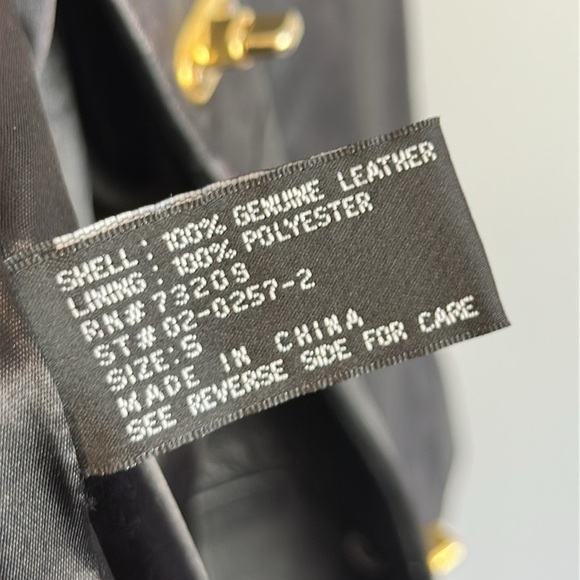 SHELL: 100% GENUINE LEATHER
LINING: 100% POLYESTER
RN# 73209
ST# 02-0257-2
SIZE: S
MADE IN CHINA
SEE REVERSE SIDE FOR CARE